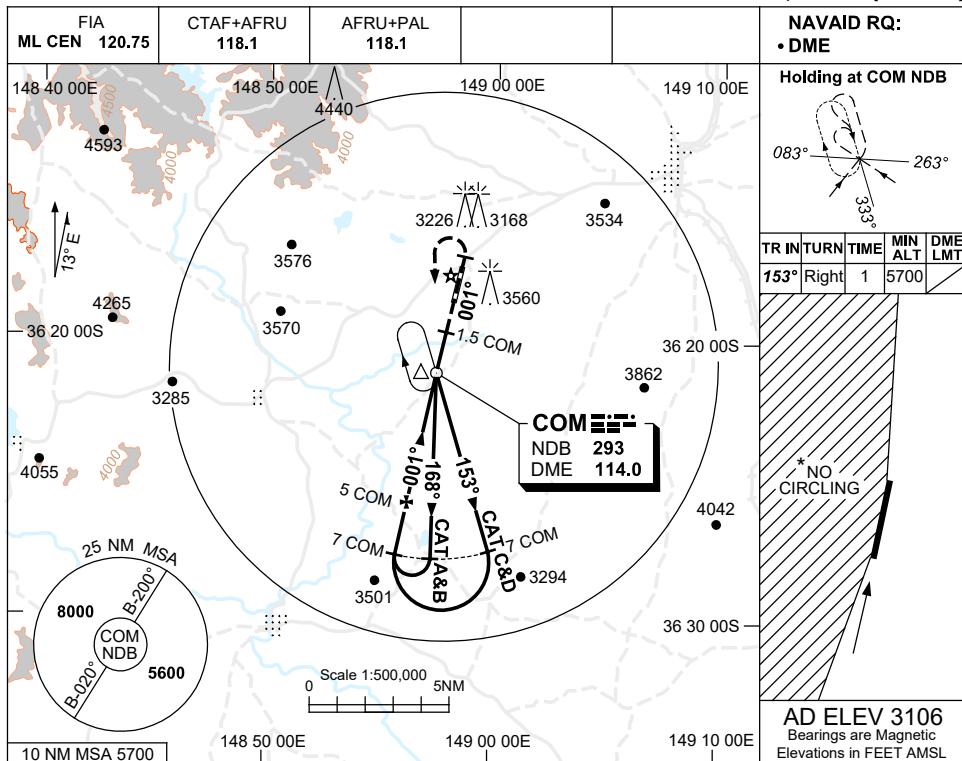 FIA
ML CEN 120.75
CTAF+AFRU
118.1
AFRU+PAL
118.1
NAVAID RQ:
• DME
Holding at COM NDB
083°
263°
333°
TR IN TURN TIME MIN ALT DME LMT
153° Right 1 5700
148 40 00E
148 50 00E
149 00 00E
149 10 00E
4500
4440
4593
4000
4000
13° E
3226
3168
3534
3576
3560
001°
4265
3570
36 20 00S
1.5 COM
36 20 00S
3285
3862
COM
NDB 293
DME 114.0
4055
4000
001°
168°
153°
5 COM
CAT A&B
CAT C&D
4042
7 COM
7 COM
3501
3294
25 NM MSA
8000
B-200°
COM
NDB
B-020°
5600
36 30 00S
Scale 1:500,000
0 5NM
10 NM MSA 5700
148 50 00E
149 00 00E
149 10 00E
*NO
CIRCLING
AD ELEV 3106
Bearings are Magnetic
Elevations in FEET AMSL